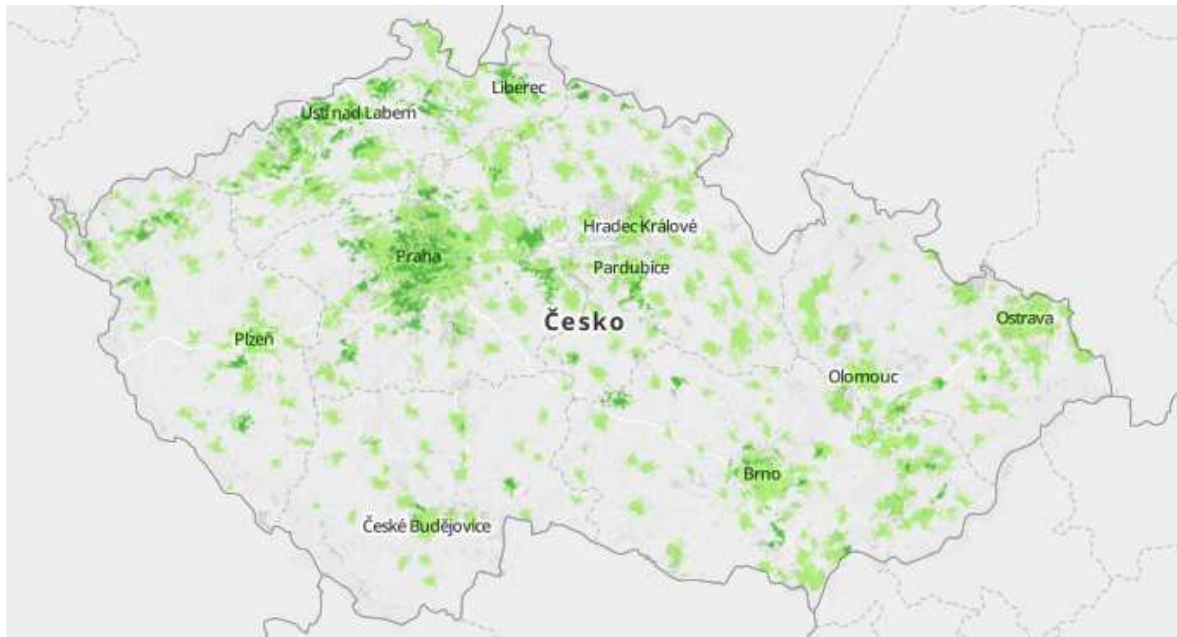 Liberec
Ústí nad Labem
Hradec Králové
Praha
Pardubice
Česko
Ostrava
Plzeň
Olomouc
Brno
České Budějovice